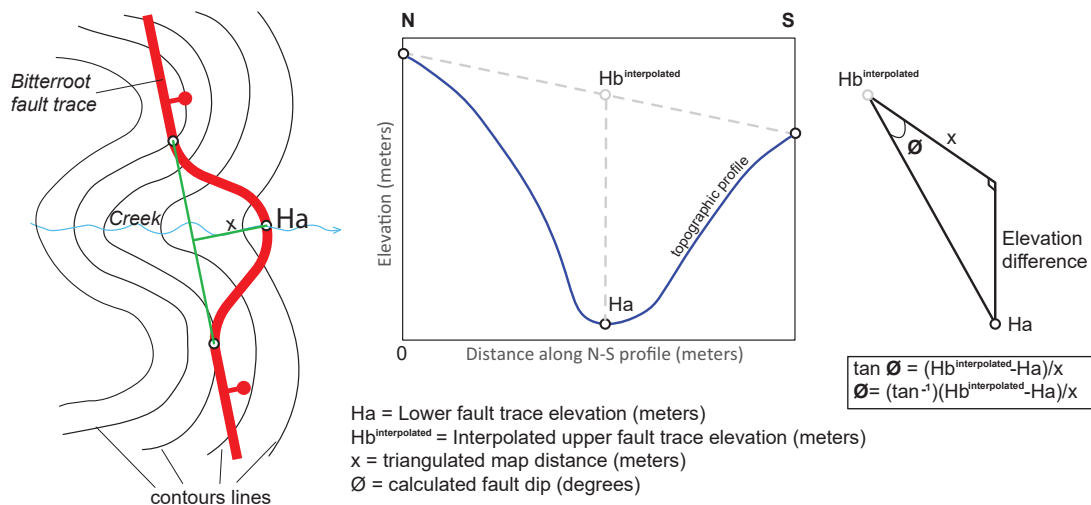 Bitterroot
fault trace
Creek
x
Ha
contours lines
N
S
Elevation (meters)
Hb^interpolated
topographic profile
Ha
0
Distance along N-S profile (meters)
Hb^interpolated
Ø
x
Elevation
difference
Ha
tan Ø = (Hb^interpolated-Ha)/x
Ø= (tan^-1)(Hb^interpolated-Ha)/x
Ha = Lower fault trace elevation (meters)
Hb^interpolated = Interpolated upper fault trace elevation (meters)
x = triangulated map distance (meters)
Ø = calculated fault dip (degrees)